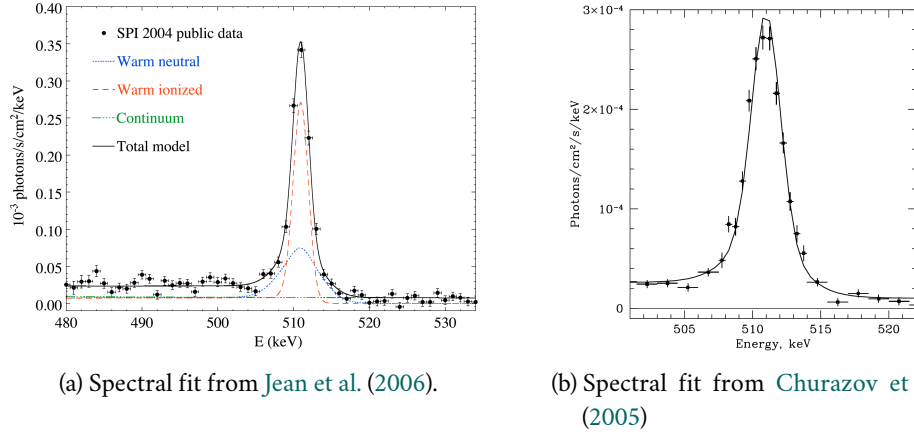 0.40
0.35
0.30
0.25
0.20
0.15
0.10
0.05
0.00
10⁻³ photons/s/cm²/keV
SPI 2004 public data
Warm neutral
Warm ionized
Continuum
Total model
480 490 500 510 520 530
E (keV)
(a) Spectral fit from Jean et al. (2006).
3×10⁻⁴
2×10⁻⁴
10⁻⁴
0
Photons/cm²/s/keV
505 510 515 520
Energy, keV
(b) Spectral fit from Churazov et
(2005)